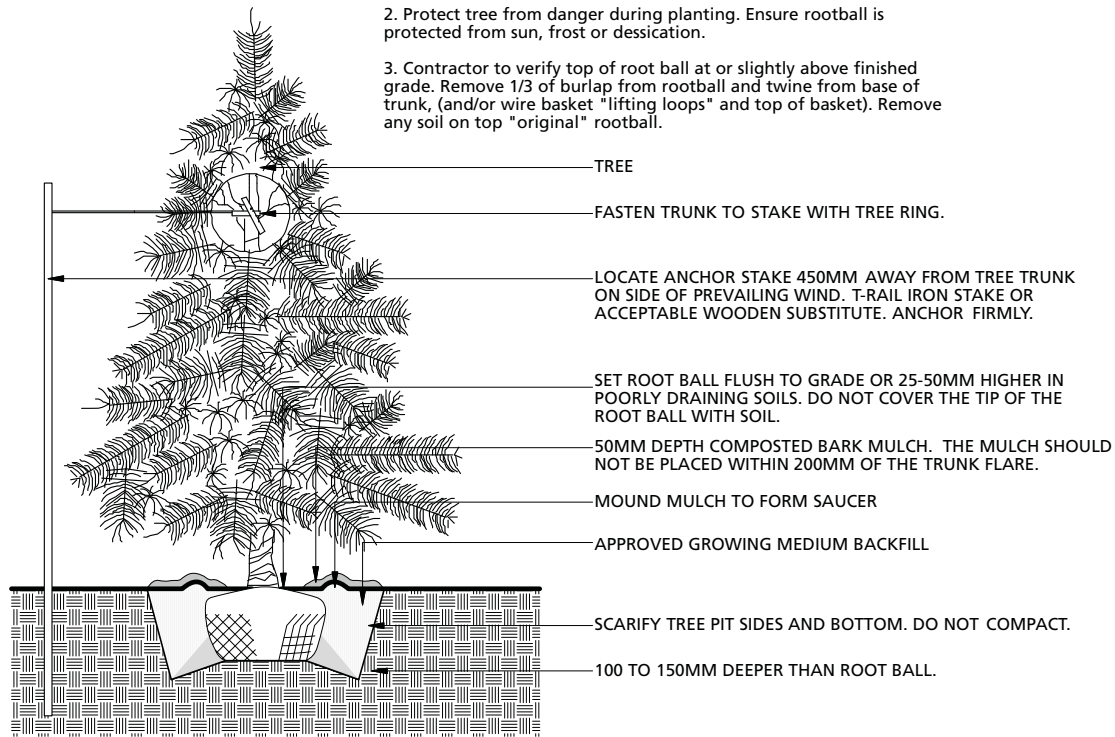 2. Protect tree from danger during planting. Ensure rootball is
protected from sun, frost or dessication.
3. Contractor to verify top of root ball at or slightly above finished
grade. Remove 1/3 of burlap from rootball and twine from base of
trunk, (and/or wire basket "lifting loops" and top of basket). Remove
any soil on top "original" rootball.
TREE
FASTEN TRUNK TO STAKE WITH TREE RING.
LOCATE ANCHOR STAKE 450MM AWAY FROM TREE TRUNK
ON SIDE OF PREVAILING WIND. T-RAIL IRON STAKE OR
ACCEPTABLE WOODEN SUBSTITUTE. ANCHOR FIRMLY.
SET ROOT BALL FLUSH TO GRADE OR 25-50MM HIGHER IN
POORLY DRAINING SOILS. DO NOT COVER THE TIP OF THE
ROOT BALL WITH SOIL.
50MM DEPTH COMPOSTED BARK MULCH. THE MULCH SHOULD
NOT BE PLACED WITHIN 200MM OF THE TRUNK FLARE.
MOUND MULCH TO FORM SAUCER
APPROVED GROWING MEDIUM BACKFILL
SCARIFY TREE PIT SIDES AND BOTTOM. DO NOT COMPACT.
100 TO 150MM DEEPER THAN ROOT BALL.